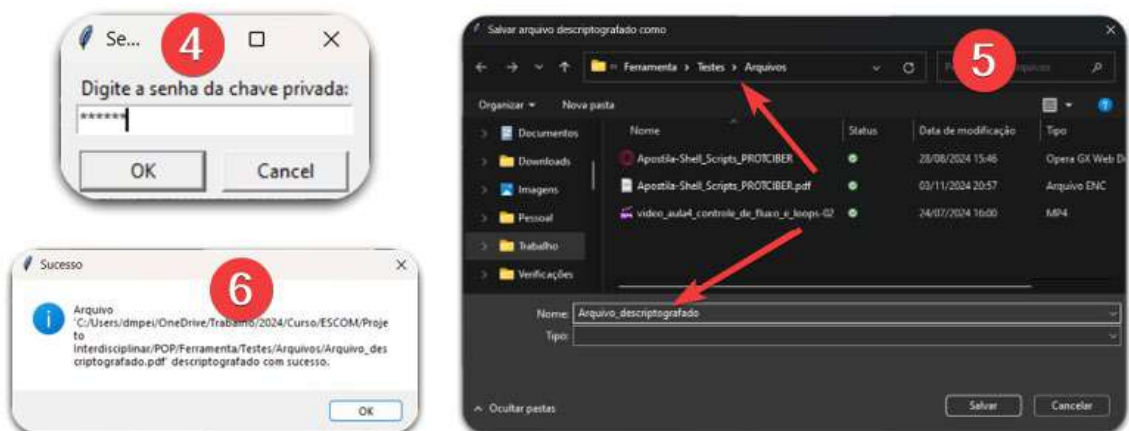 Se...
4
Digite a senha da chave privada:
******
OK Cancel
Sucesso
6
Arquivo
'C:/Users/dmpei/OneDrive/Trabalho/2024/Curso/ESCOM/Proje
to
Interdisciplinar/POP/Ferramenta/Testes/Arquivos/Arquivo_des
criptografado.pdf' descriptografado com sucesso.
OK
Salvar arquivo descriptografado como
5
Ferramenta > Testes > Arquivos
Organizar Nova pasta
Nome Status Data de modificação Tipo
Documentos
Downloads
Imagens
Pessoal
Trabalho
Verificações
Apostila-Shell_Scripts_PROTCIBER 28/08/2024 15:46 Opera GX Web D
Apostila-Shell_Scripts_PROTCIBER.pdf 03/11/2024 20:57 Arquivo ENC
video_aula4_controle_de_fluxo_e_loops-02 24/07/2024 16:00 MP4
Nome: Arquivo_descriptografado
Tipo:
Ocultar pastas
Salvar Cancelar